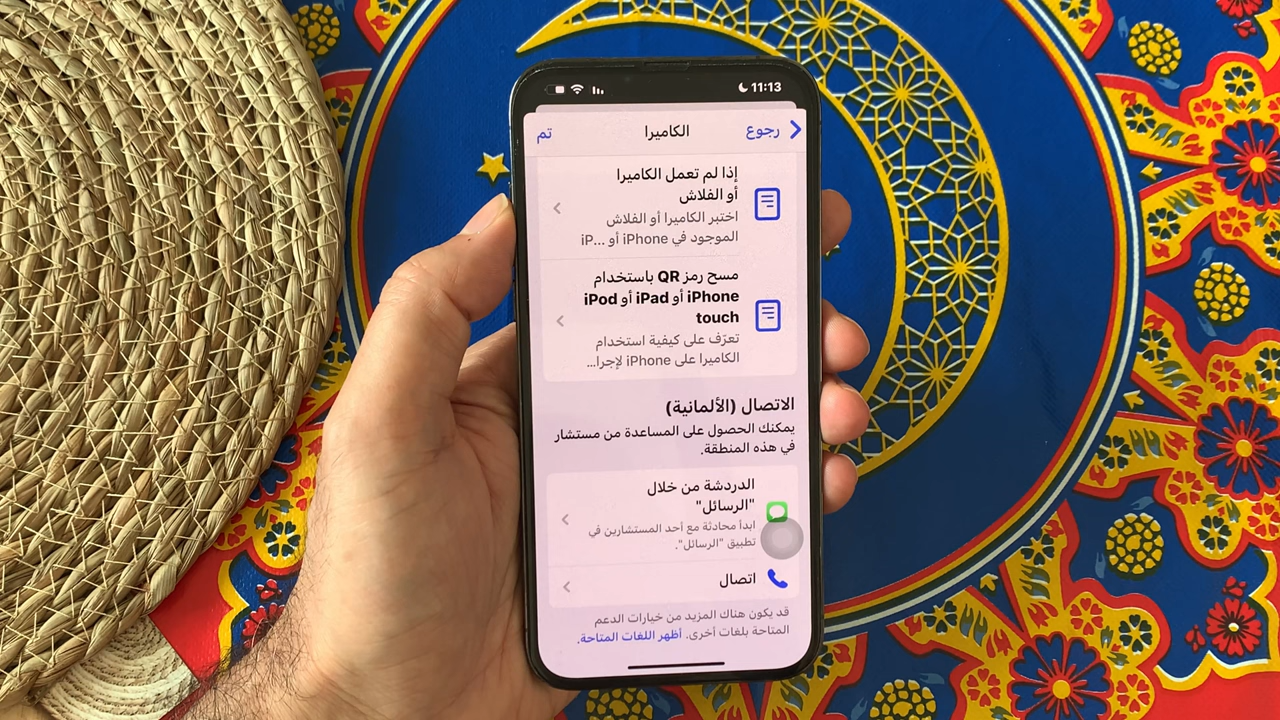 11:13
رجوع
الكاميرا
تم
إذا لم تعمل الكاميرا
أو الفلاش
اختبر الكاميرا أو الفلاش
الموجود في iPhone أو iP...
مسح رمز QR باستخدام
iPhone أو iPad أو iPod
touch
تعرّف على كيفية استخدام
الكاميرا على iPhone لإجرا...
الاتصال (الألمانية)
يمكنك الحصول على المساعدة من مستشار
في هذه المنطقة.
الدردشة من خلال
"الرسائل"
ابدأ محادثة مع أحد المستشارين في
تطبيق "الرسائل".
اتصال
قد يكون هناك المزيد من خيارات الدعم
المتاحة بلغات أخرى. أظهر اللغات المتاحة.